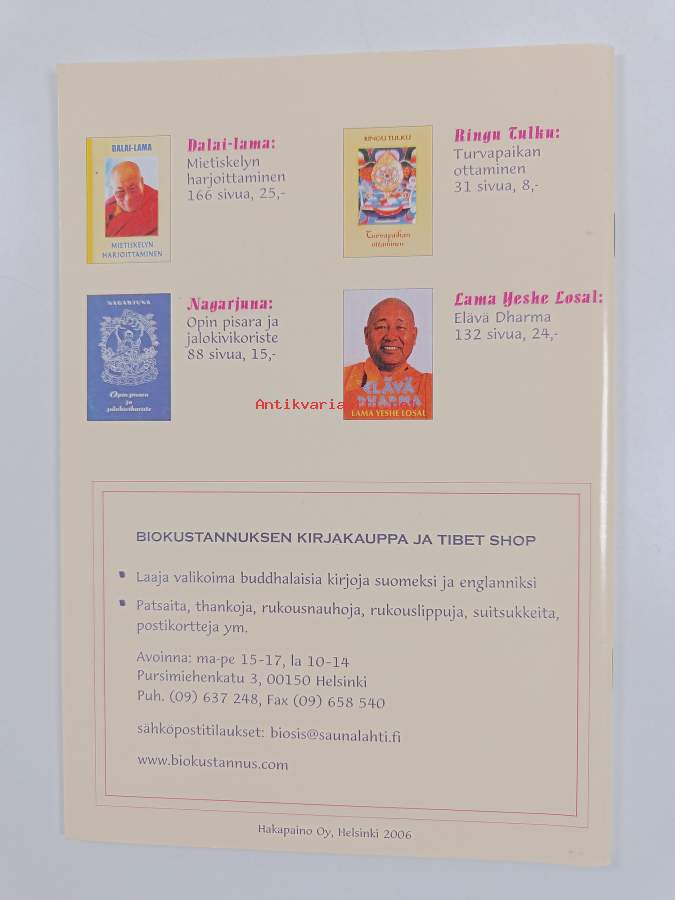 DALAI-LAMA
MIETISKELYN
HARJOITTAMINEN
Dalai-lama:
Mietiskelyn
harjoittaminen
166 sivua, 25,-
RINGU TULKU
Turvapaikan
ottaminen
Ringu Tulku:
Turvapaikan
ottaminen
31 sivua, 8,-
NAGARJUNA
Opin pisara
ja
jalokivikoriste
Nagarjuna:
Opin pisara ja
jalokivikoriste
88 sivua, 15,-
ELÄVÄ
DHARMA
LAMA YESHE LOSAL
Lama Yeshe Losal:
Elävä Dharma
132 sivua, 24,-
BIOKUSTANNUKSEN KIRJAKAUPPA JA TIBET SHOP
Laaja valikoima buddhalaisia kirjoja suomeksi ja englanniksi
Patsaita, thankoja, rukousnauhoja, rukouslippuja, suitsukkeita,
postikortteja ym.
Avoinna: ma-pe 15-17, la 10-14
Pursimiehenkatu 3, 00150 Helsinki
Puh. (09) 637 248, Fax (09) 658 540
sähköpostitilaukset: biosis@saunalahti.fi
www.biokustannus.com
Hakapaino Oy, Helsinki 2006